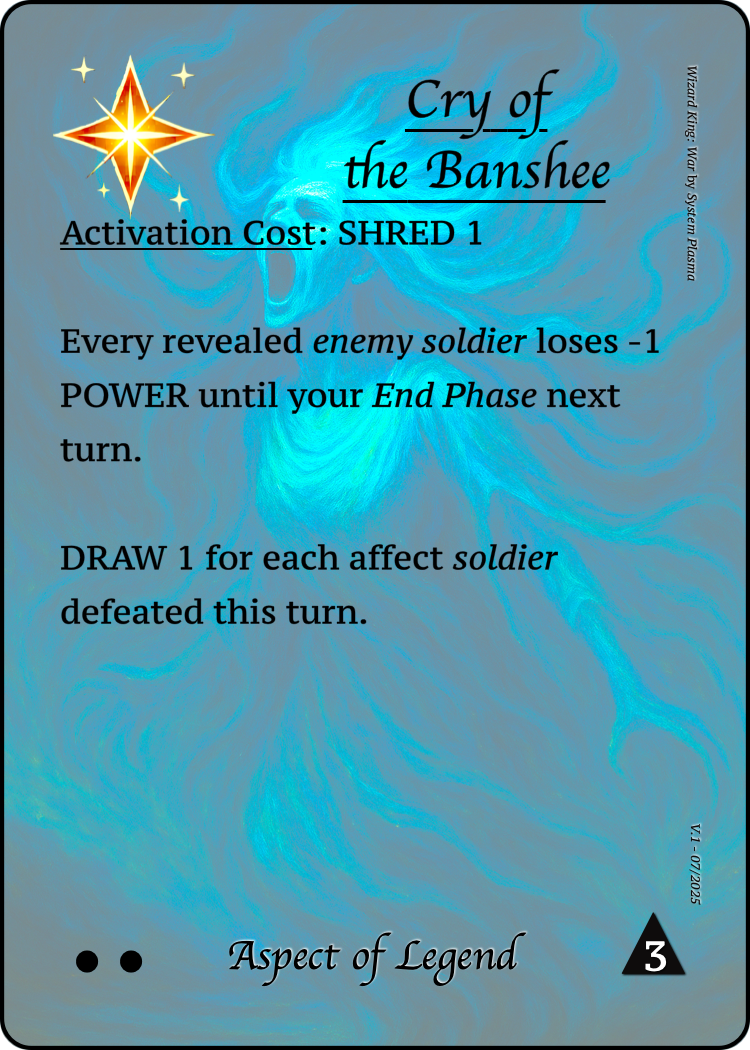 Cry of
the Banshee
Activation Cost: SHRED 1
Every revealed enemy soldier loses -1
POWER until your End Phase next
turn.
DRAW 1 for each affect soldier
defeated this turn.
Aspect of Legend
3
Wizard King: War by System Plasma
V.1 - 07/2025